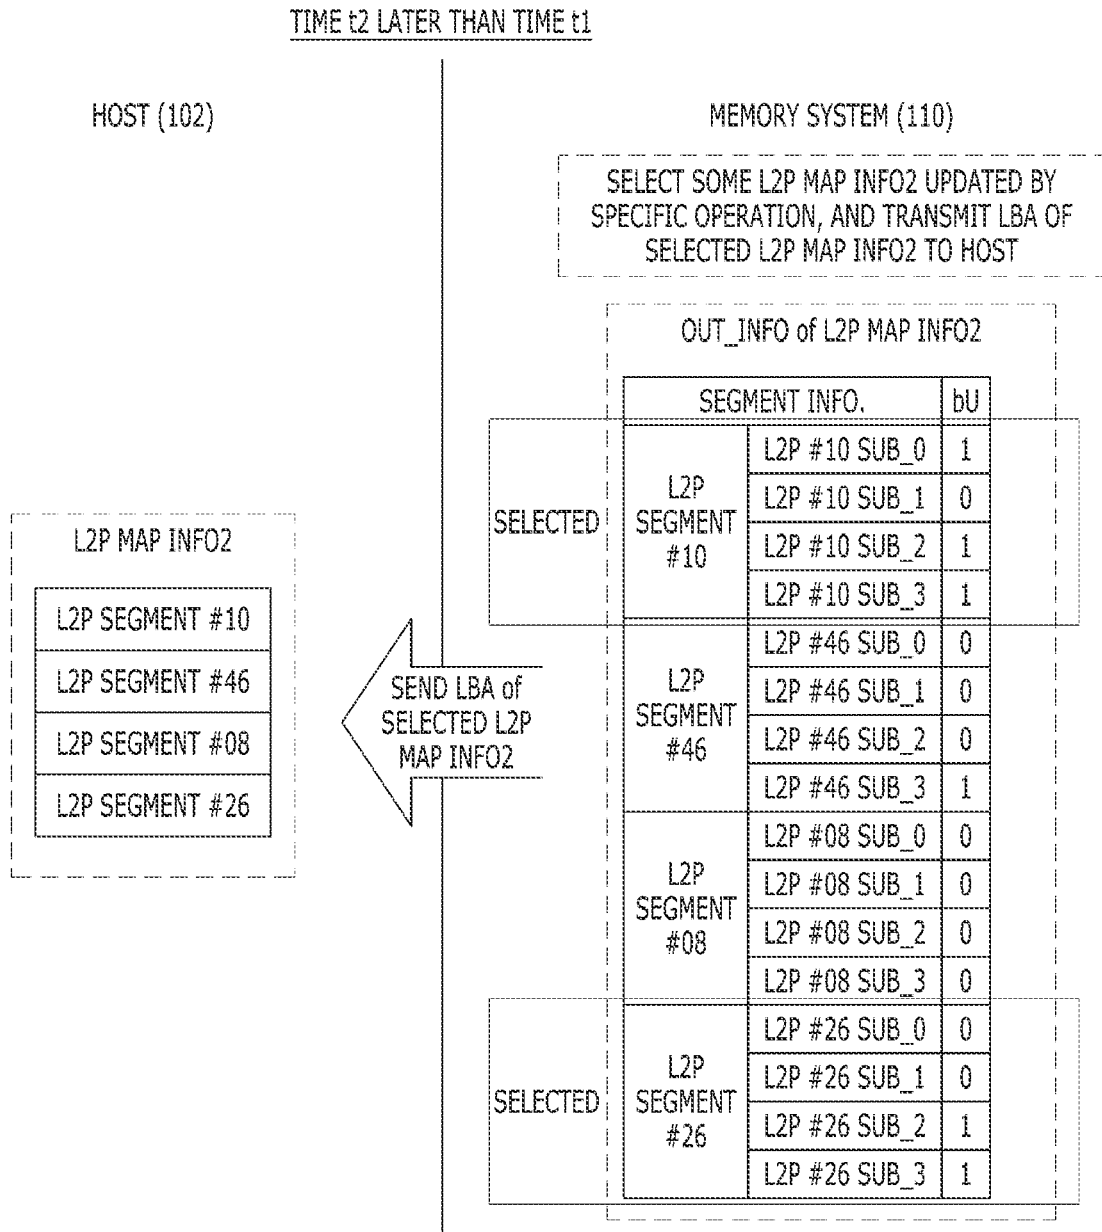 TIME t2 LATER THAN TIME t1
HOST (102)
MEMORY SYSTEM (110)
SELECT SOME L2P MAP INFO2 UPDATED BY
SPECIFIC OPERATION, AND TRANSMIT LBA OF
SELECTED L2P MAP INFO2 TO HOST
L2P MAP INFO2
L2P SEGMENT #10
L2P SEGMENT #46
L2P SEGMENT #08
L2P SEGMENT #26
SEND LBA of
SELECTED L2P
MAP INFO2
OUT_INFO of L2P MAP INFO2
SEGMENT INFO. bU
SELECTED
L2P
SEGMENT
#10
L2P #10 SUB_0 1
L2P #10 SUB_1 0
L2P #10 SUB_2 1
L2P #10 SUB_3 1
L2P
SEGMENT
#46
L2P #46 SUB_0 0
L2P #46 SUB_1 0
L2P #46 SUB_2 0
L2P #46 SUB_3 1
L2P
SEGMENT
#08
L2P #08 SUB_0 0
L2P #08 SUB_1 0
L2P #08 SUB_2 0
L2P #08 SUB_3 0
SELECTED
L2P
SEGMENT
#26
L2P #26 SUB_0 0
L2P #26 SUB_1 0
L2P #26 SUB_2 1
L2P #26 SUB_3 1